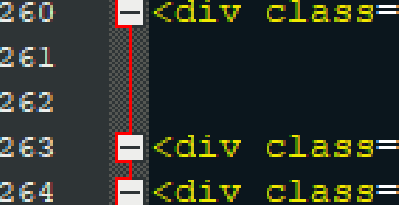 260 <div class=
261
262
263 <div class=
264 <div class=